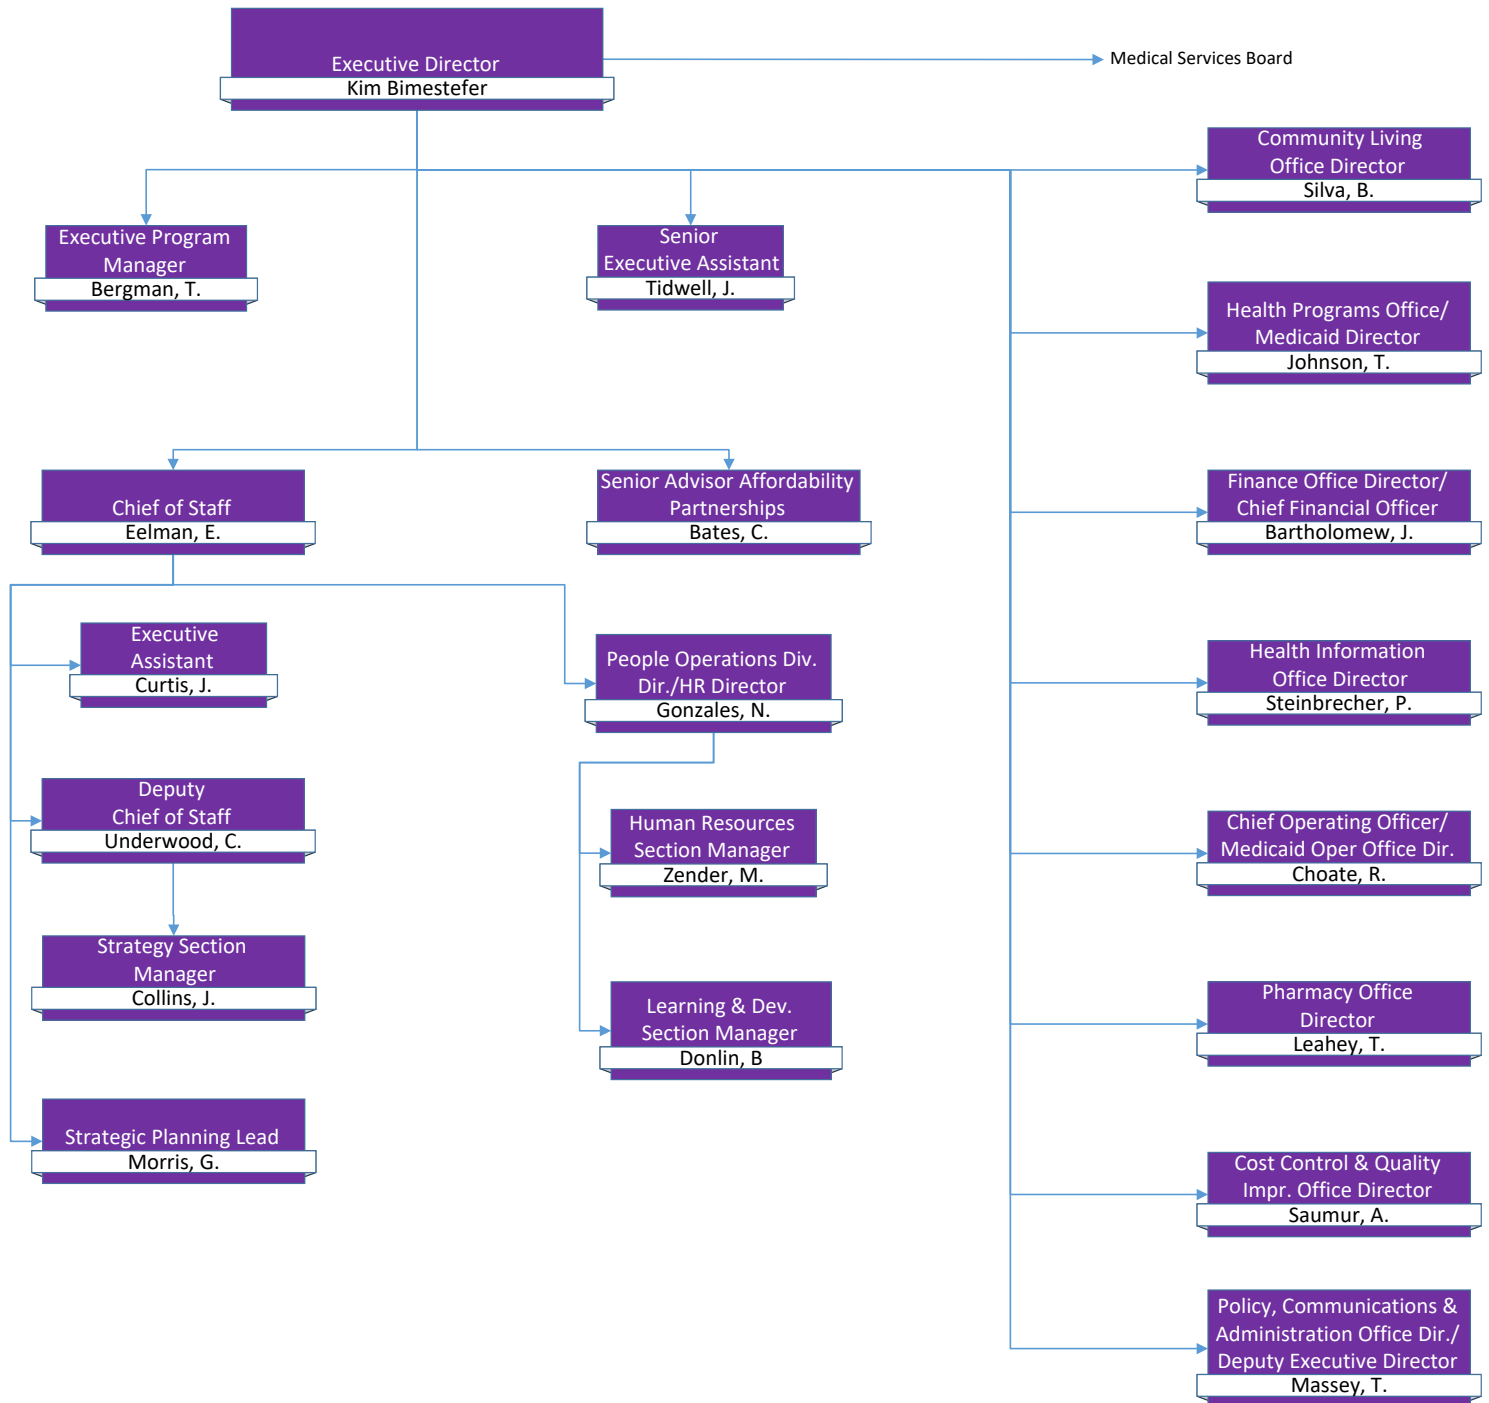 Executive Director
Kim Bimestefer
Medical Services Board
Community Living
Office Director
Silva, B.
Executive Program
Manager
Bergman, T.
Senior
Executive Assistant
Tidwell, J.
Health Programs Office/
Medicaid Director
Johnson, T.
Chief of Staff
Eelman, E.
Senior Advisor Affordability
Partnerships
Bates, C.
Finance Office Director/
Chief Financial Officer
Bartholomew, J.
Executive
Assistant
Curtis, J.
People Operations Div.
Dir./HR Director
Gonzales, N.
Health Information
Office Director
Steinbrecher, P.
Deputy
Chief of Staff
Underwood, C.
Human Resources
Section Manager
Zender, M.
Chief Operating Officer/
Medicaid Oper Office Dir.
Choate, R.
Strategy Section
Manager
Collins, J.
Learning & Dev.
Section Manager
Donlin, B
Pharmacy Office
Director
Leahey, T.
Strategic Planning Lead
Morris, G.
Cost Control & Quality
Impr. Office Director
Saumur, A.
Policy, Communications &
Administration Office Dir./
Deputy Executive Director
Massey, T.